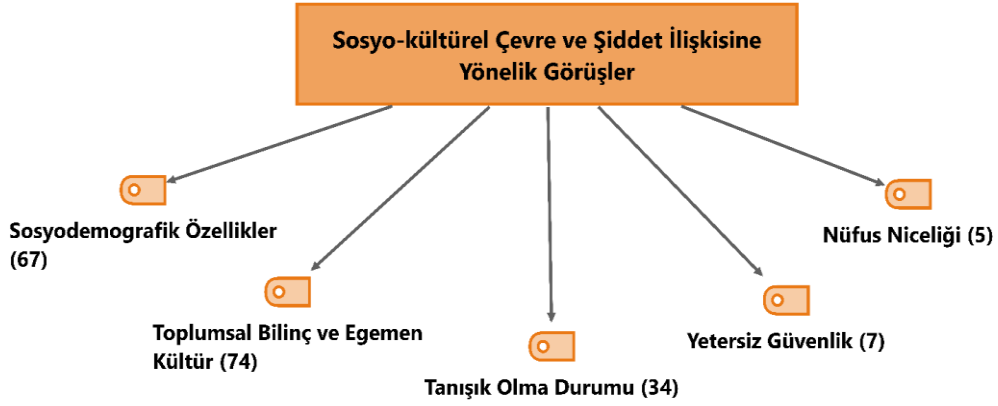 Sosyo-kültürel Çevre ve Şiddet İlişkisine
Yönelik Görüşler
Sosyodemografik Özellikler
(67)
Toplumsal Bilinç ve Egemen
Kültür (74)
Tanışık Olma Durumu (34)
Yetersiz Güvenlik (7)
Nüfus Niceliği (5)